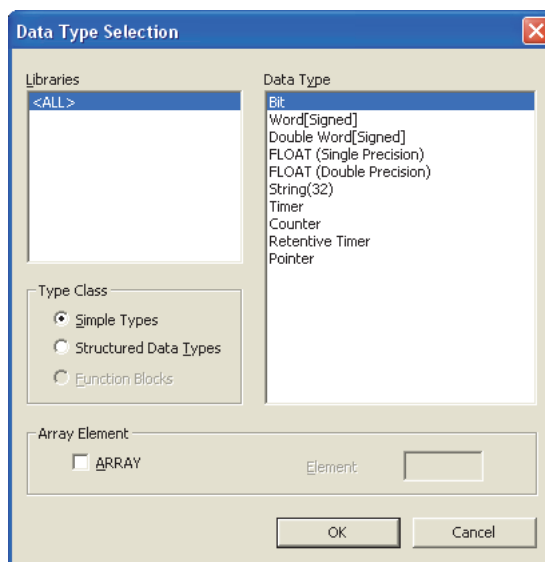 Data Type Selection
Libraries
<ALL>
Data Type
Bit
Word[Signed]
Double Word[Signed]
FLOAT (Single Precision)
FLOAT (Double Precision)
String(32)
Timer
Counter
Retentive Timer
Pointer
Type Class
Simple Types
Structured Data Types
Function Blocks
Array Element
ARRAY
Element
OK
Cancel